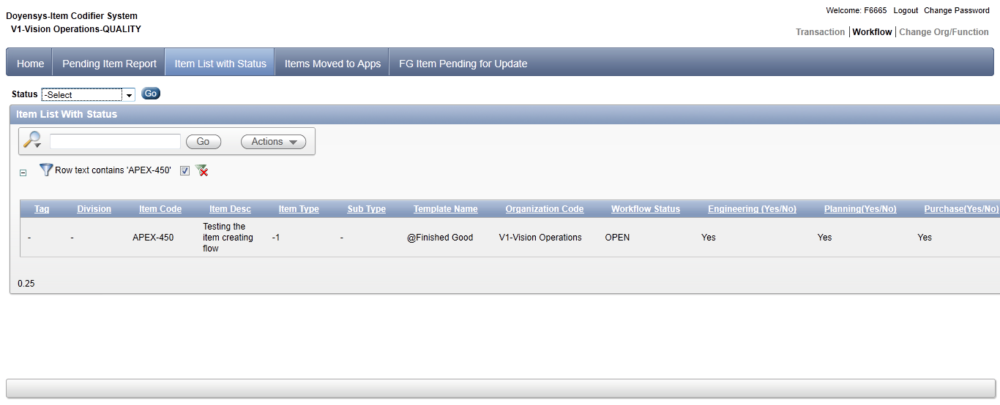 Doyensys-Item Codifier System
Welcome: F6665 Logout Change Password
V1-Vision Operations-QUALITY
Transaction Workflow Change Org/Function
Home Pending Item Report Item List with Status Items Moved to Apps FG Item Pending for Update
Status -Select Go
Item List With Status
Go Actions
Row text contains 'APEX-450'
Tag Division Item Code Item Desc Item Type Sub Type Template Name Organization Code Workflow Status Engineering (Yes/No) Planning(Yes/No) Purchase(Yes/No)
Testing the
- - APEX-450 item creating -1 - @Finished Good V1-Vision Operations OPEN Yes Yes Yes
flow
0.25